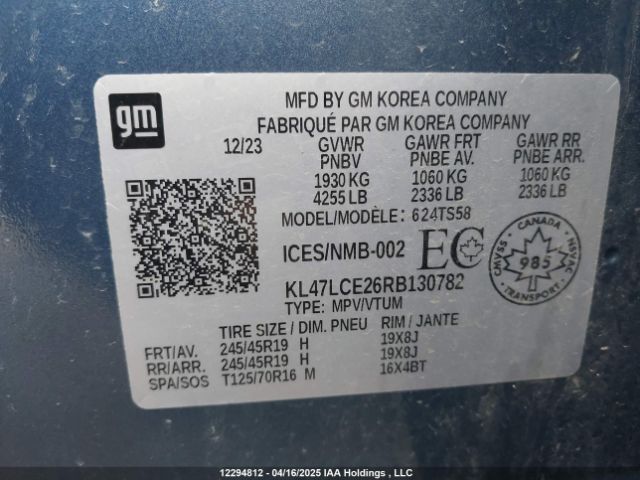 gm
MFD BY GM KOREA COMPANY
FABRIQUÉ PAR GM KOREA COMPANY
12/23 GVWR GAWR FRT GAWR RR
PNBV PNBE AV. PNBE ARR.
1930 KG 1060 KG 1060 KG
4255 LB 2336 LB 2336 LB
MODEL/MODÈLE: 624TS58
ICES/NMB-002 EC
CANADA
CMVSS 985 NSVAC
KL47LCE26RB130782
TYPE: MPV/VTUM
TIRE SIZE / DIM. PNEU RIM / JANTE
FRT/AV. 245/45R19 H 19X8J
RR/ARR. 245/45R19 H 19X8J
SPA/SOS T125/70R16 M 16X4BT
12294812 - 04/16/2025 IAA Holdings , LLC